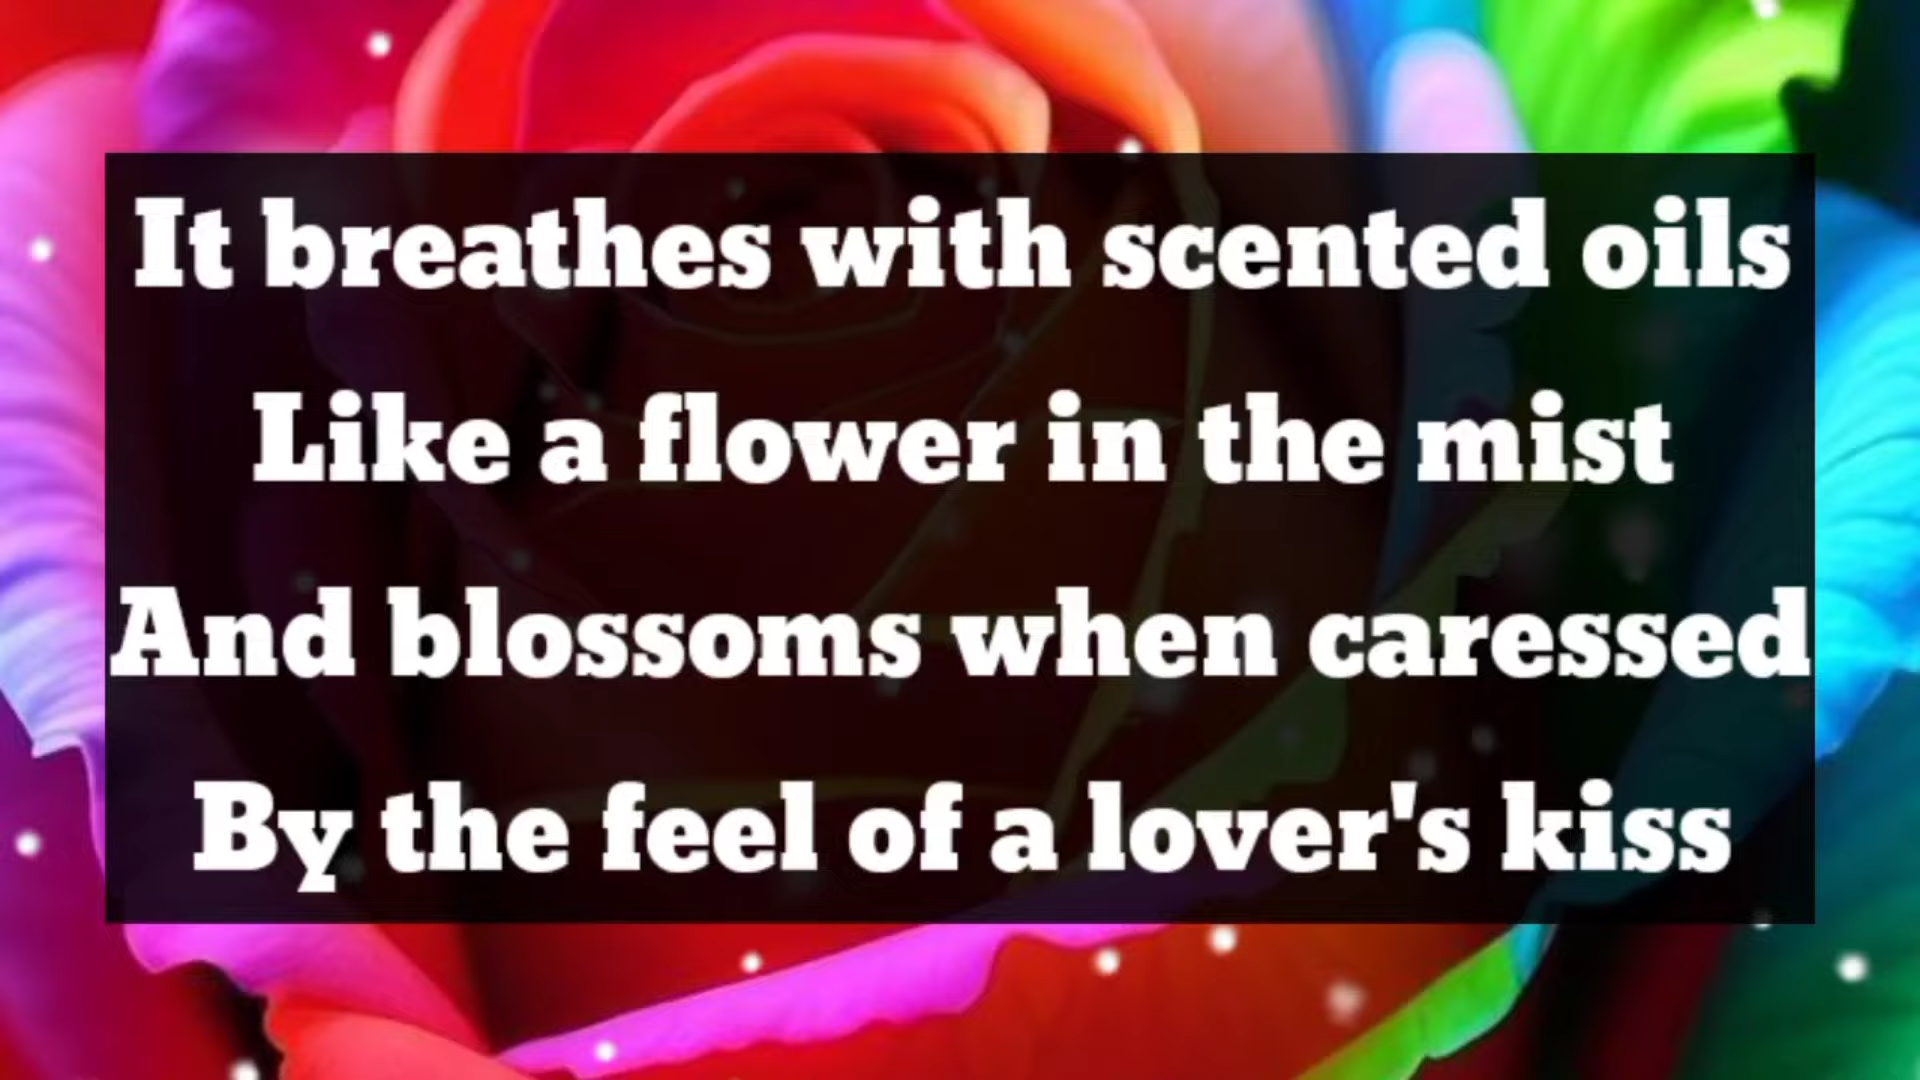 It breathes with scented oils
Like a flower in the mist
And blossoms when caressed
By the feel of a lover's kiss